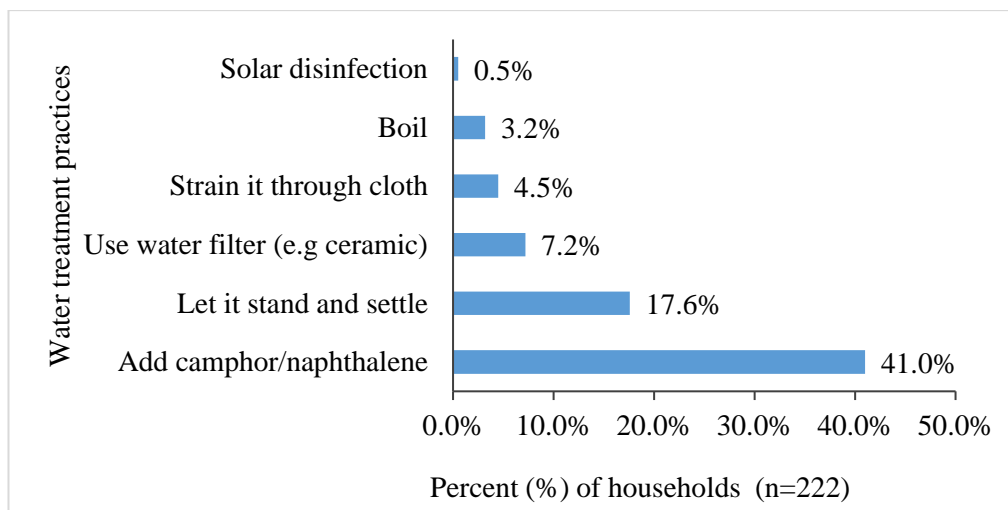 Water treatment practices
Solar disinfection 0.5%
Boil 3.2%
Strain it through cloth 4.5%
Use water filter (e.g ceramic) 7.2%
Let it stand and settle 17.6%
Add camphor/naphthalene 41.0%
0.0% 10.0% 20.0% 30.0% 40.0% 50.0%
Percent (%) of households (n=222)